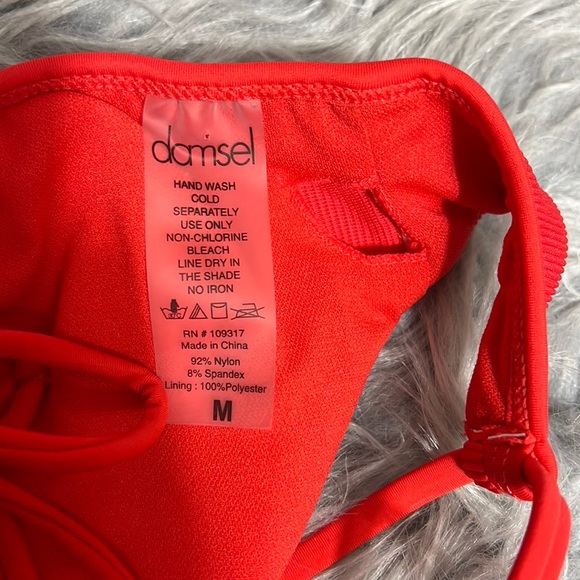 damsel
HAND WASH
COLD
SEPARATELY
USE ONLY
NON-CHLORINE
BLEACH
LINE DRY IN
THE SHADE
NO IRON
RN # 109317
Made in China
92% Nylon
8% Spandex
Lining : 100%Polyester
M